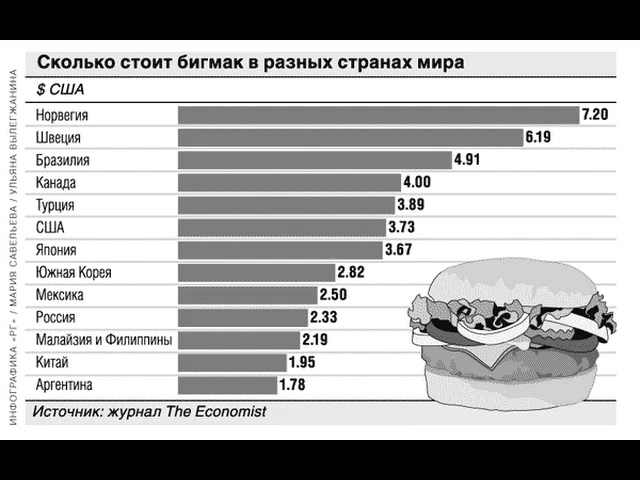 Сколько стоит бигмак в разных странах мира
$ США
Норвегия 7.20
Швеция 6.19
Бразилия 4.91
Канада 4.00
Турция 3.89
США 3.73
Япония 3.67
Южная Корея 2.82
Мексика 2.50
Россия 2.33
Малайзия и Филиппины 2.19
Китай 1.95
Аргентина 1.78
Источник: журнал The Economist
ИНФОГРАФИКА «РГ» / МАРИЯ САВЕЛЬЕВА / УЛЬЯНА ВЫЛЕГЖАНИНА